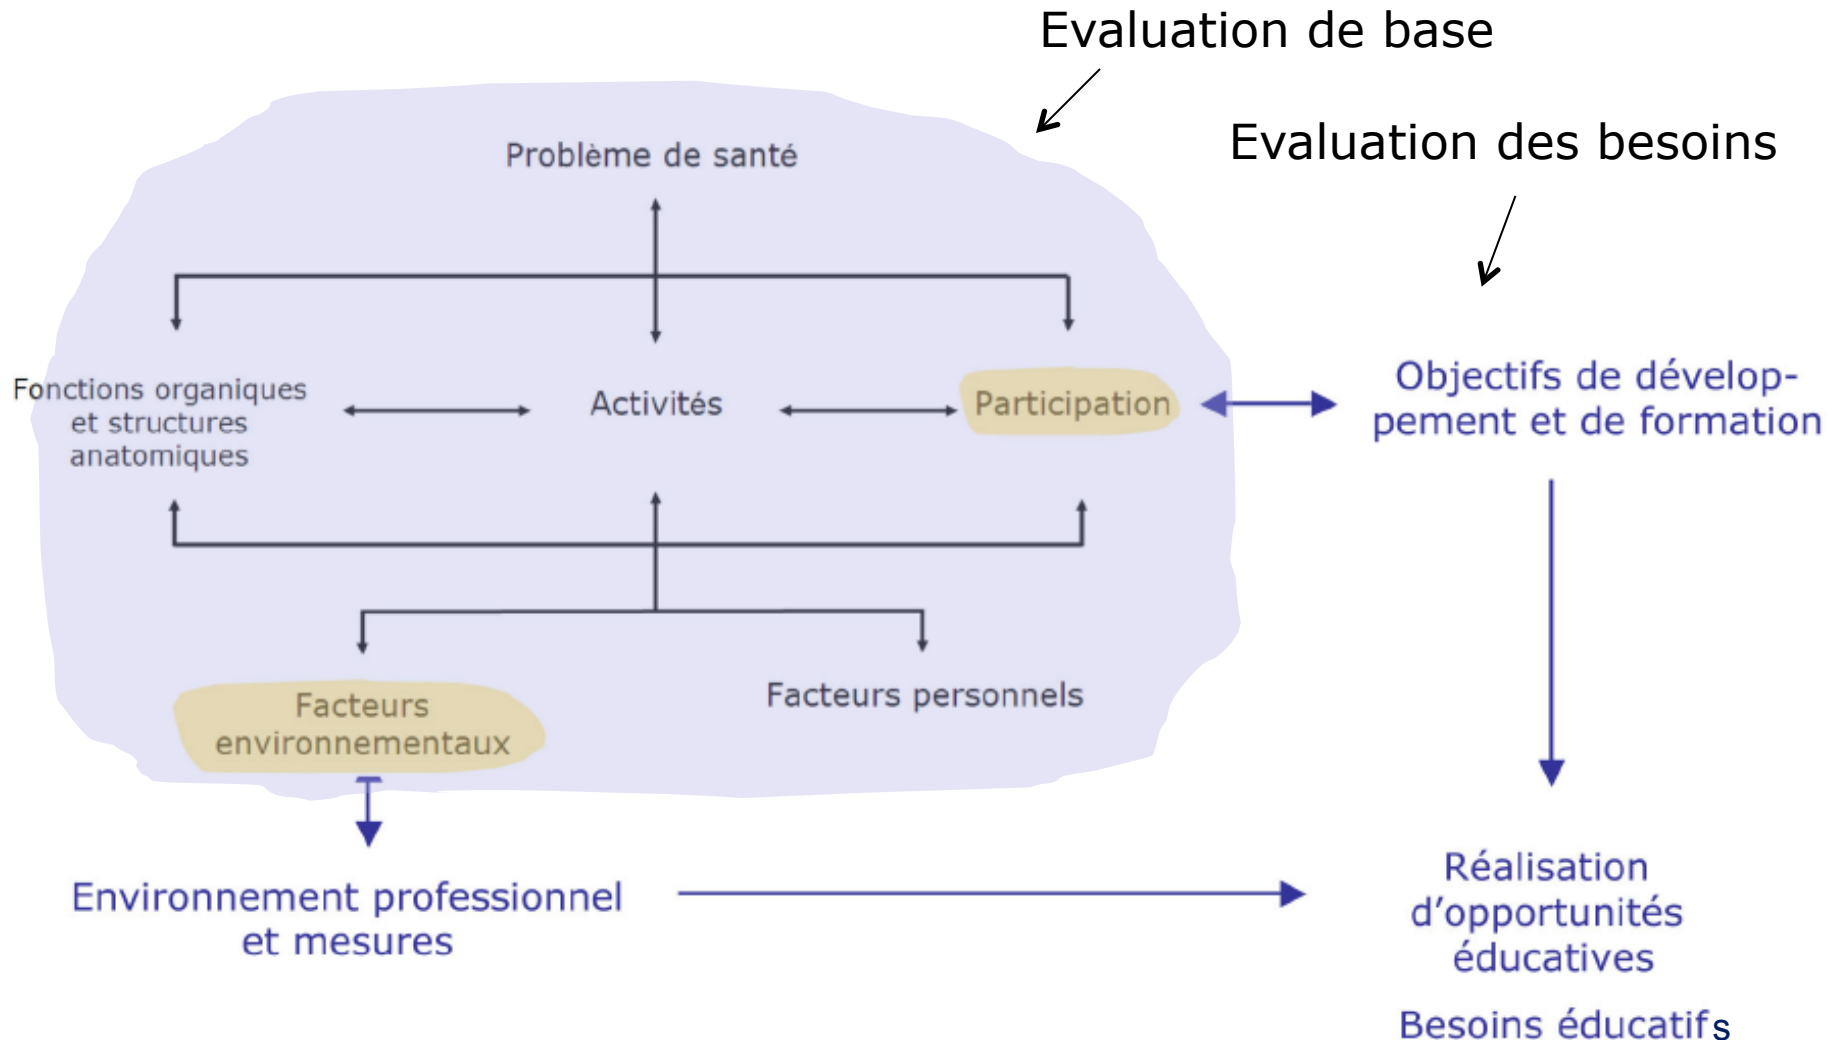 Evaluation de base
Evaluation des besoins
Problème de santé
Fonctions organiques
et structures
anatomiques
Activités
Participation
Objectifs de dévelop-
pement et de formation
Facteurs
environnementaux
Facteurs personnels
Environnement professionnel
et mesures
Réalisation
d'opportunités
éducatives
Besoins éducatifs